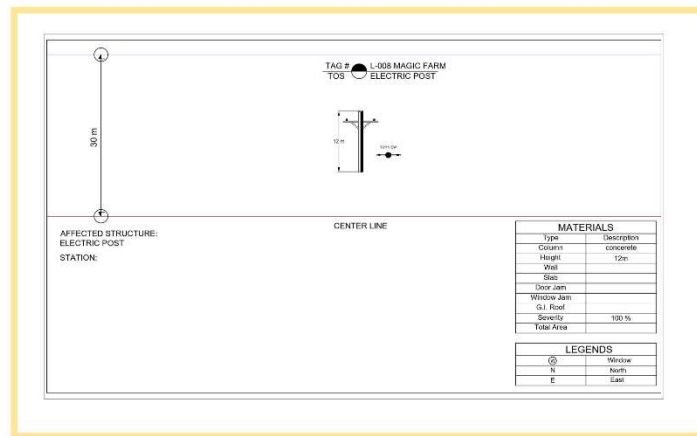 TAG # L-008 MAGIC FARM
TOS ELECTRIC POST
30 m
12 m
CENTER LINE
AFFECTED STRUCTURE:
ELECTRIC POST
STATION:
MATERIALS
Type Description
Column concerete
Height 12m
Wall
Slab
Door Jam
Window Jam
G.I. Roof
Severity 100 %
Total Area
LEGENDS
Window
N North
E East